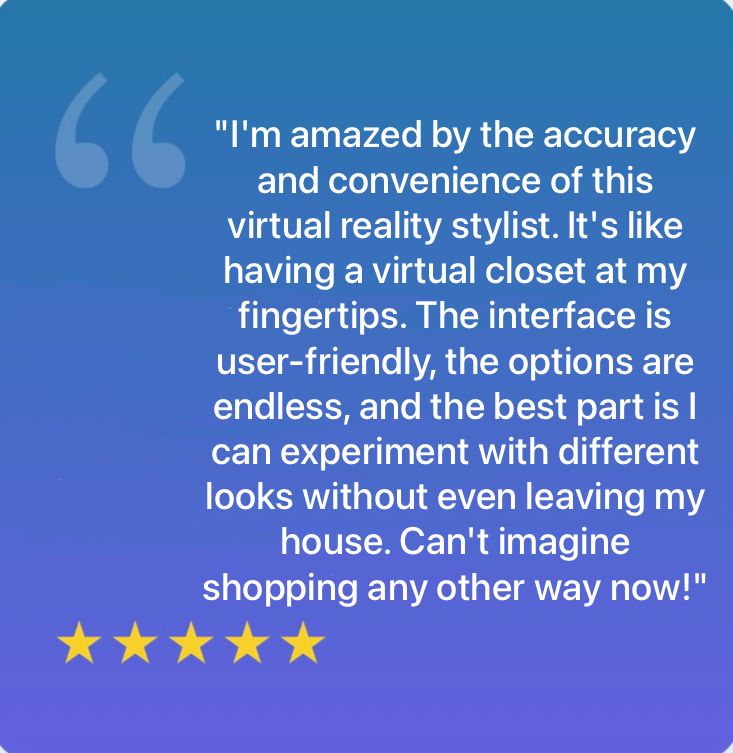 "I'm amazed by the accuracy
and convenience of this
virtual reality stylist. It's like
having a virtual closet at my
fingertips. The interface is
user-friendly, the options are
endless, and the best part is I
can experiment with different
looks without even leaving my
house. Can't imagine
shopping any other way now!"